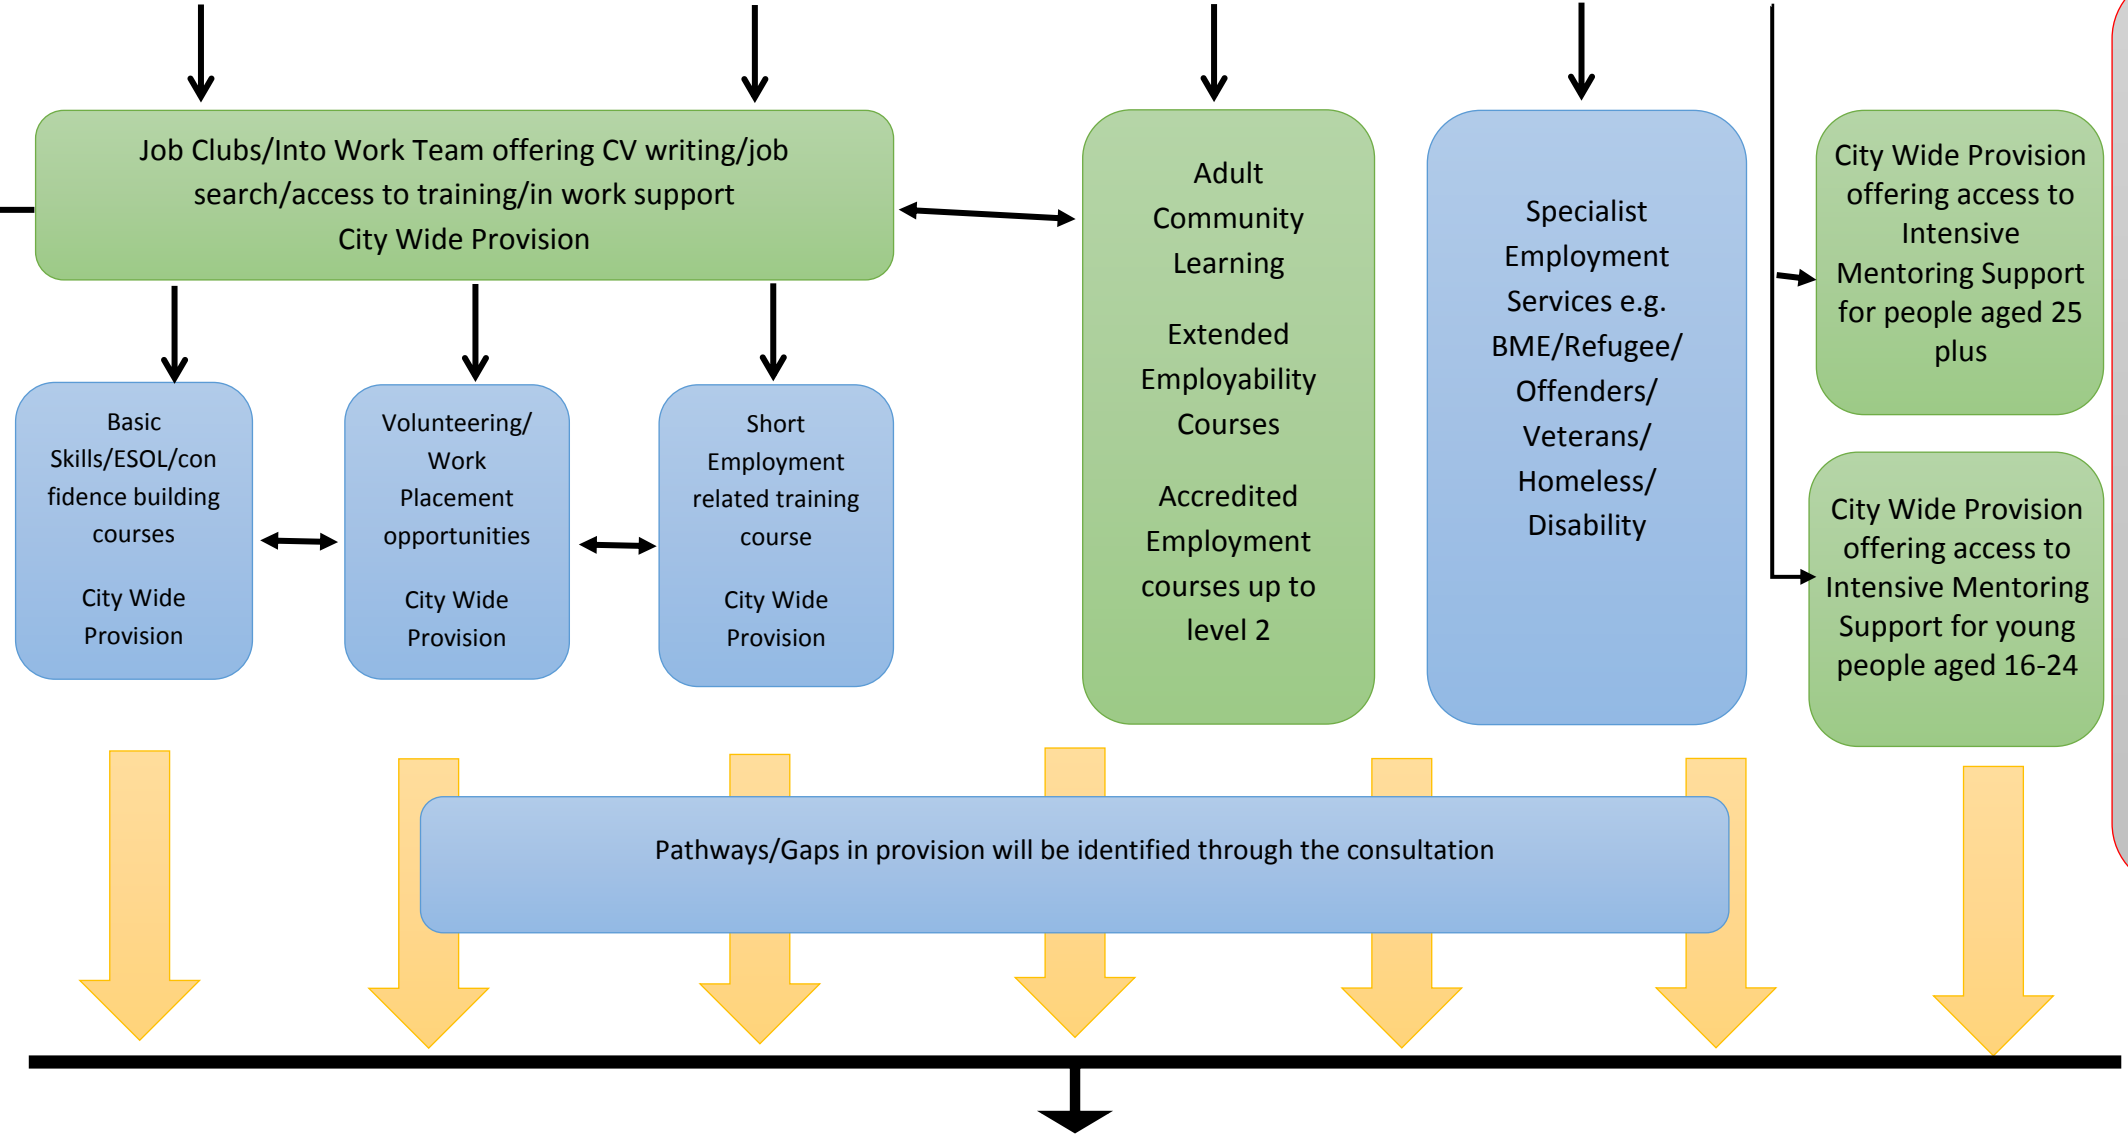 Job Clubs/Into Work Team offering CV writing/job
search/access to training/in work support
City Wide Provision
Basic
Skills/ESOL/con
fidence building
courses
City Wide
Provision
Volunteering/
Work
Placement
opportunities
City Wide
Provision
Short
Employment
related training
course
City Wide
Provision
Adult
Community
Learning
Extended
Employability
Courses
Accredited
Employment
courses up to
level 2
Specialist
Employment
Services e.g.
BME/Refugee/
Offenders/
Veterans/
Homeless/
Disability
City Wide Provision
offering access to
Intensive
Mentoring Support
for people aged 25
plus
City Wide Provision
offering access to
Intensive Mentoring
Support for young
people aged 16-24
Pathways/Gaps in provision will be identified through the consultation